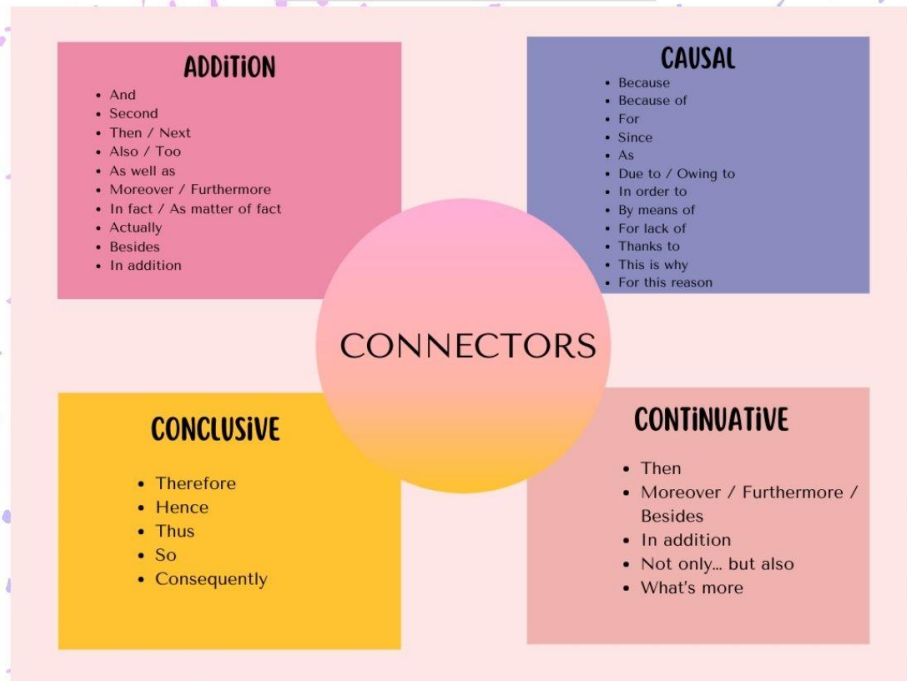 ADDITION
• And
• Second
• Then / Next
• Also / Too
• As well as
• Moreover / Furthermore
• In fact / As matter of fact
• Actually
• Besides
• In addition
CAUSAL
• Because
• Because of
• For
• Since
• As
• Due to / Owing to
• In order to
• By means of
• For lack of
• Thanks to
• This is why
• For this reason
CONNECTORS
CONCLUSIVE
• Therefore
• Hence
• Thus
• So
• Consequently
CONTINUATIVE
• Then
• Moreover / Furthermore /
Besides
• In addition
• Not only... but also
• What's more